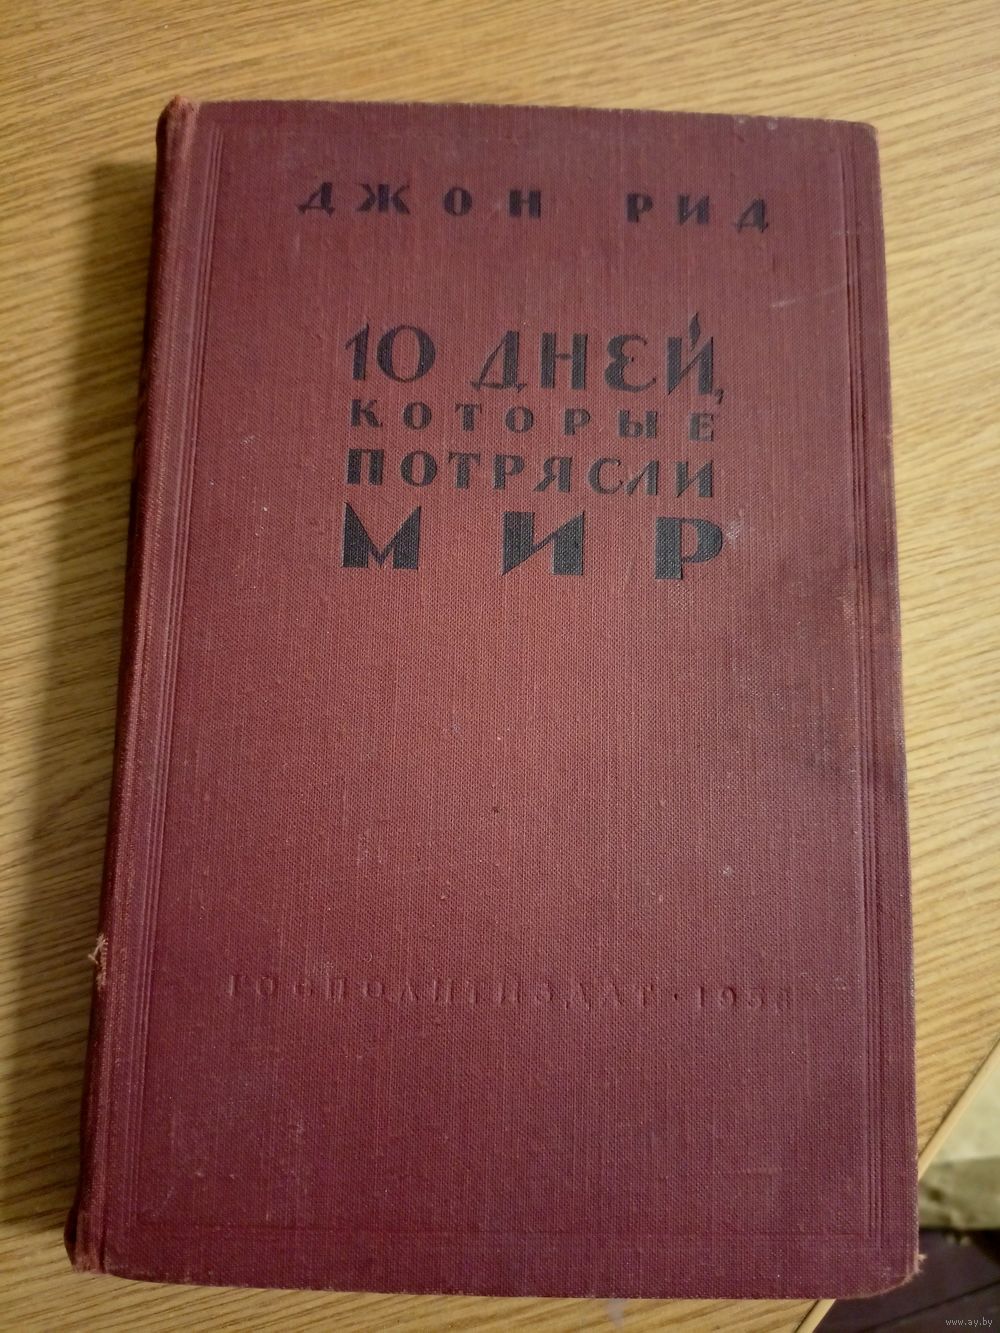 ДЖОН РИД
10 ДНЕЙ,
КОТОРЫЕ
ПОТРЯСЛИ
МИР
ГОСПОЛИТИЗДАТ · 1958
www.ay.by